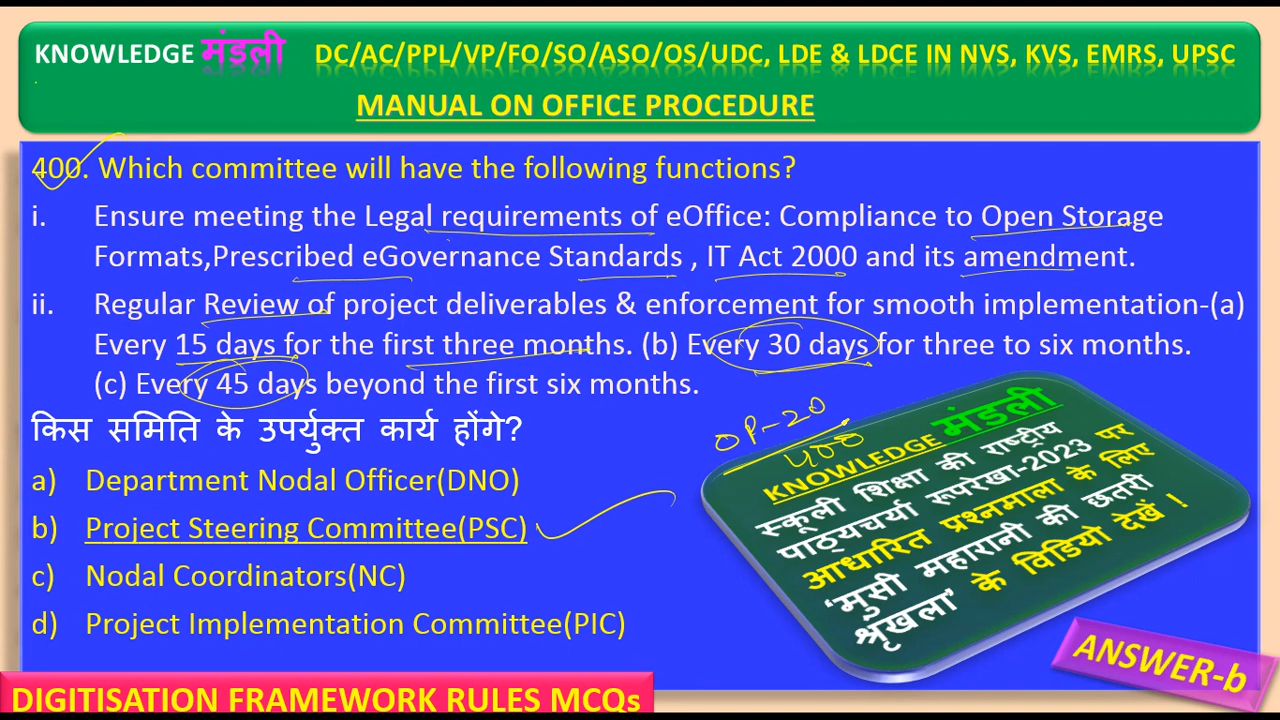 KNOWLEDGE मंडली DC/AC/PPL/VP/FO/SO/ASO/OS/UDC, LDE & LDCE IN NVS, KVS, EMRS, UPSC
MANUAL ON OFFICE PROCEDURE
400. Which committee will have the following functions?
i. Ensure meeting the Legal requirements of eOffice: Compliance to Open Storage
Formats,Prescribed eGovernance Standards , IT Act 2000 and its amendment.
ii. Regular Review of project deliverables & enforcement for smooth implementation-(a)
Every 15 days for the first three months. (b) Every 30 days for three to six months.
(c) Every 45 days beyond the first six months.
किस समिति के उपर्युक्त कार्य होंगे?
a) Department Nodal Officer(DNO)
b) Project Steering Committee(PSC)
c) Nodal Coordinators(NC)
d) Project Implementation Committee(PIC)
OP-20
400
KNOWLEDGE मंडली
स्कूली शिक्षा की राष्ट्रीय
पाठ्यचर्या रूपरेखा-2023 पर
आधारित प्रश्नमाला के लिए
'मुसी महारानी की छतरी
श्रृंखला' के विडियो देखें !
ANSWER-b
DIGITISATION FRAMEWORK RULES MCQs